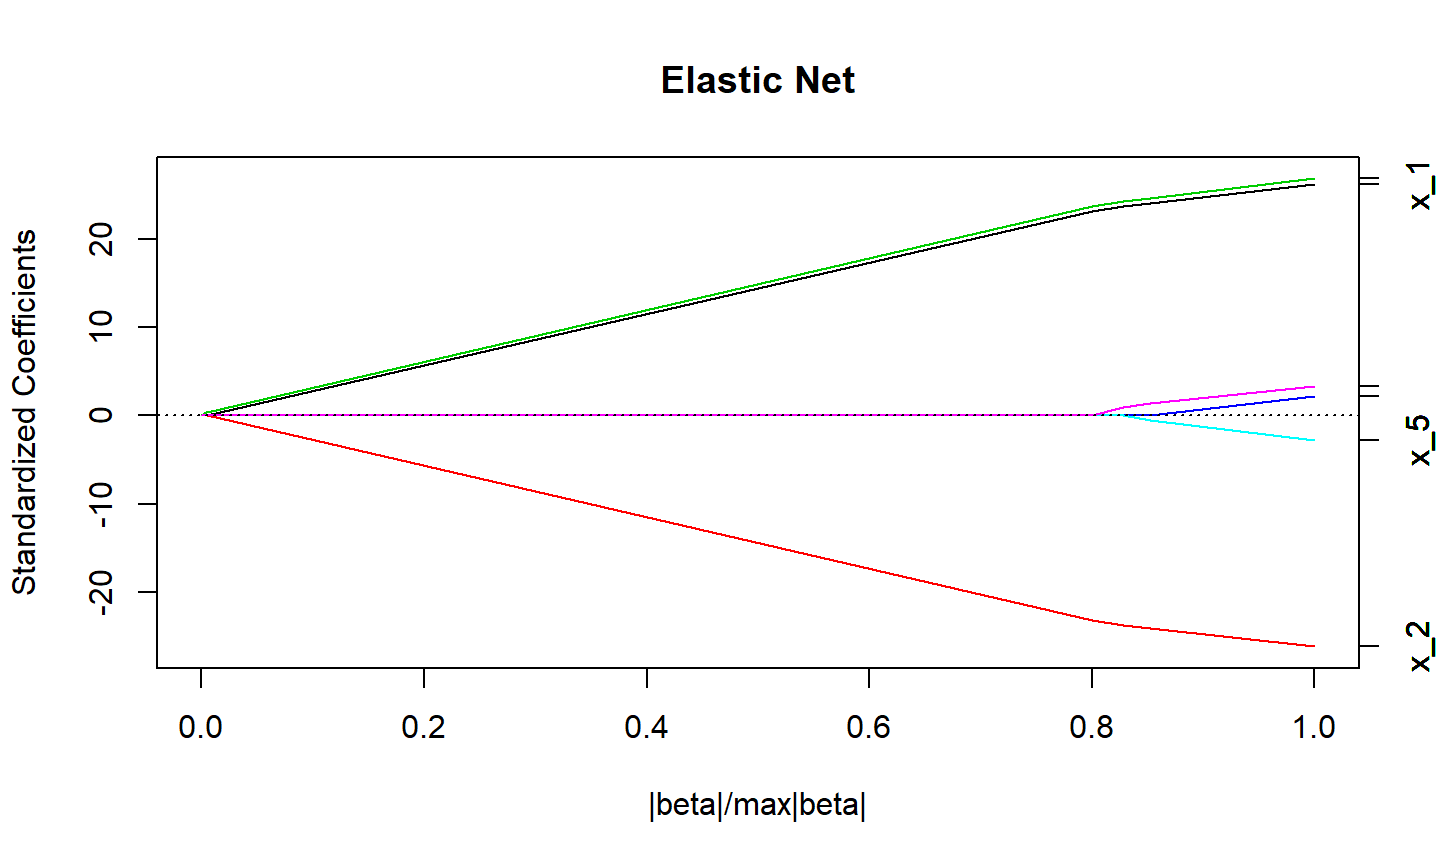 Elastic Net
Standardized Coefficients
20
10
0
-10
-20
0.0 0.2 0.4 0.6 0.8 1.0
|beta|/max|beta|
x_1
x_5
x_2